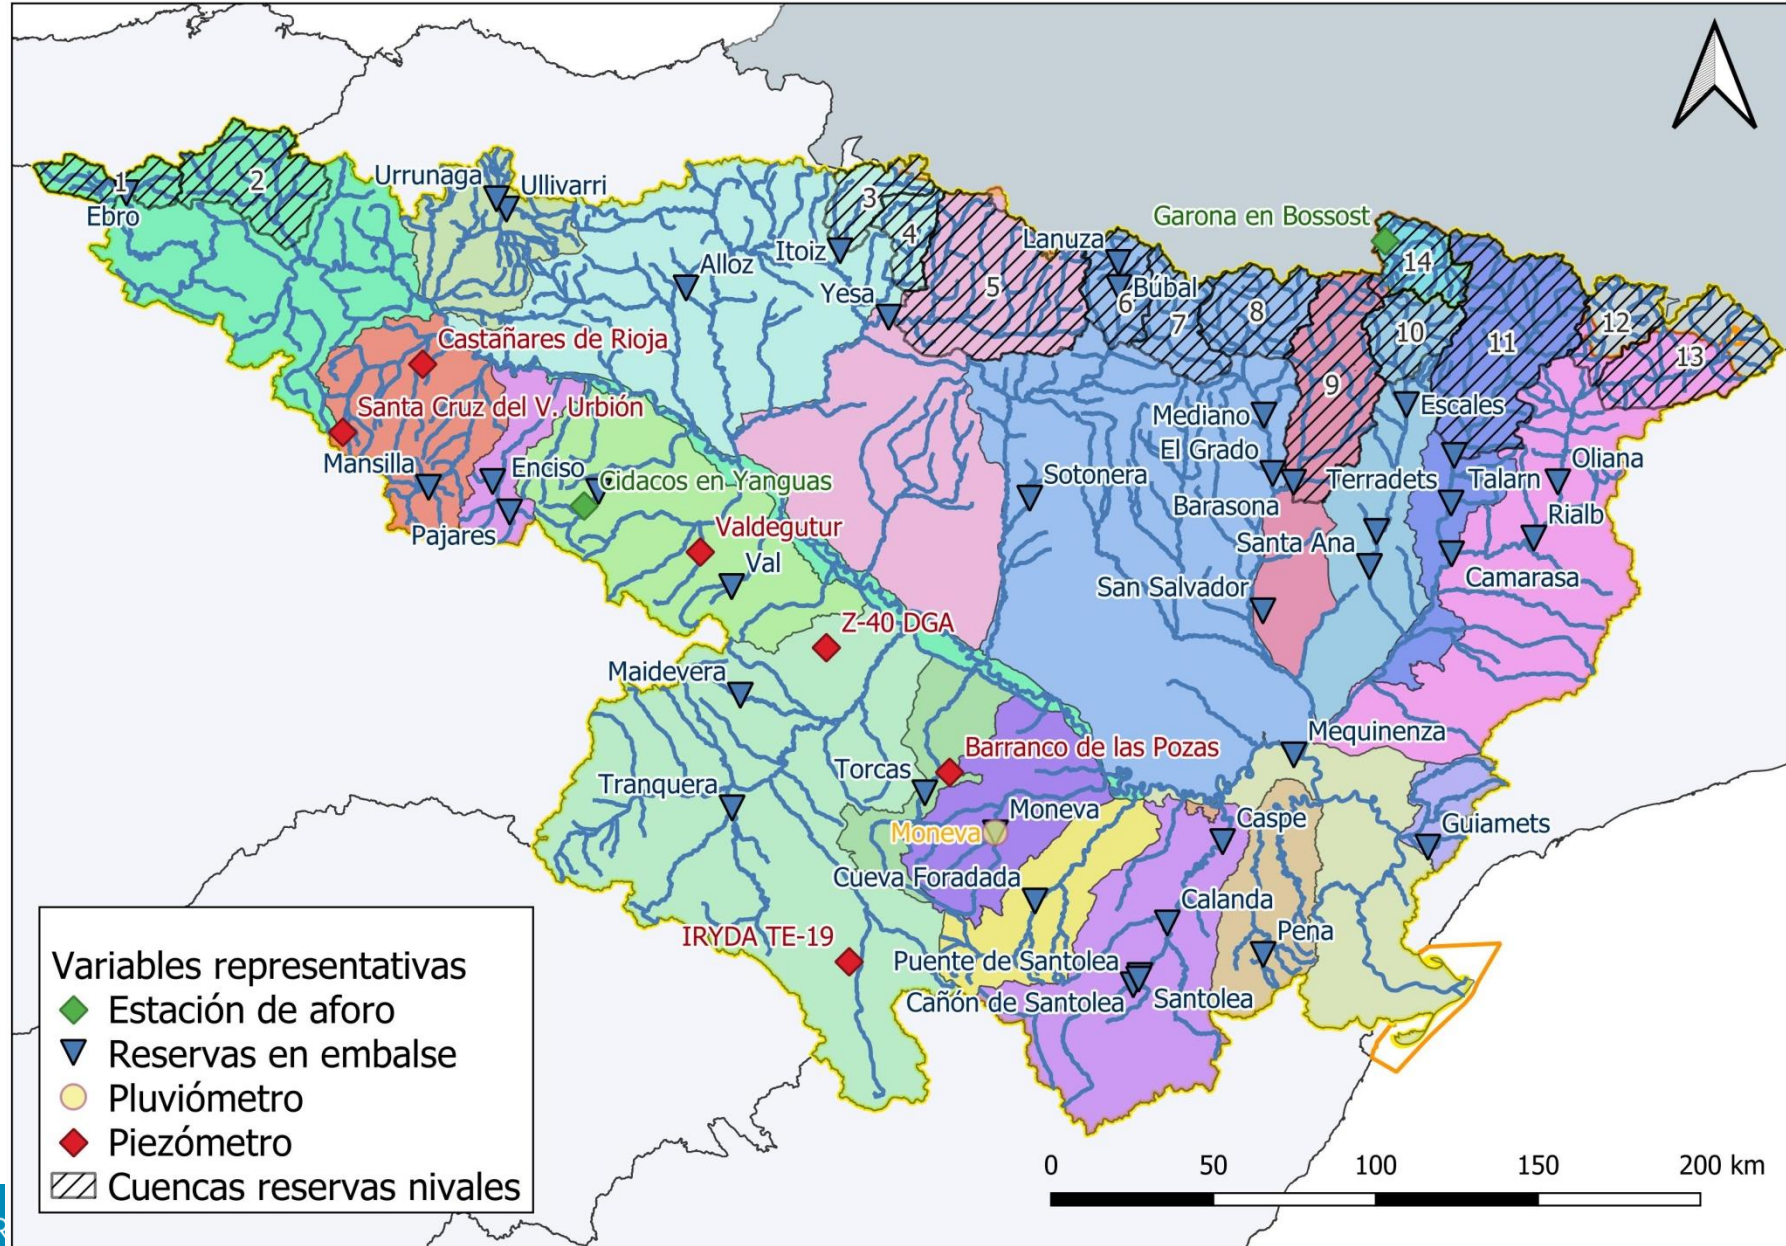 Urrunaga
Ullivarri
1
2
Ebro
3
4
Itoiz
Alloz
Yesa
5
Lanuza
6
Búbal
7
8
Garona en Bossost
14
9
10
11
12
13
Castañares de Rioja
Santa Cruz del V. Urbión
Mansilla
Enciso
Cidacos en Yanguas
Pajares
Valdegutur
Val
Sotonera
Mediano
El Grado
Barasona
Escales
Terradets
Talarn
Oliana
Rialb
Santa Ana
San Salvador
Camarasa
Z-40 DGA
Maidevera
Mequinenza
Barranco de las Pozas
Torcas
Tranquera
Moneva
Moneva
Caspe
Guiamets
Cueva Foradada
Calanda
IRYDA TE-19
Puente de Santolea
Pena
Cañón de Santolea
Santolea
Variables representativas
Estación de aforo
Reservas en embalse
Pluviómetro
Piezómetro
Cuencas reservas nivales
0 50 100 150 200 km